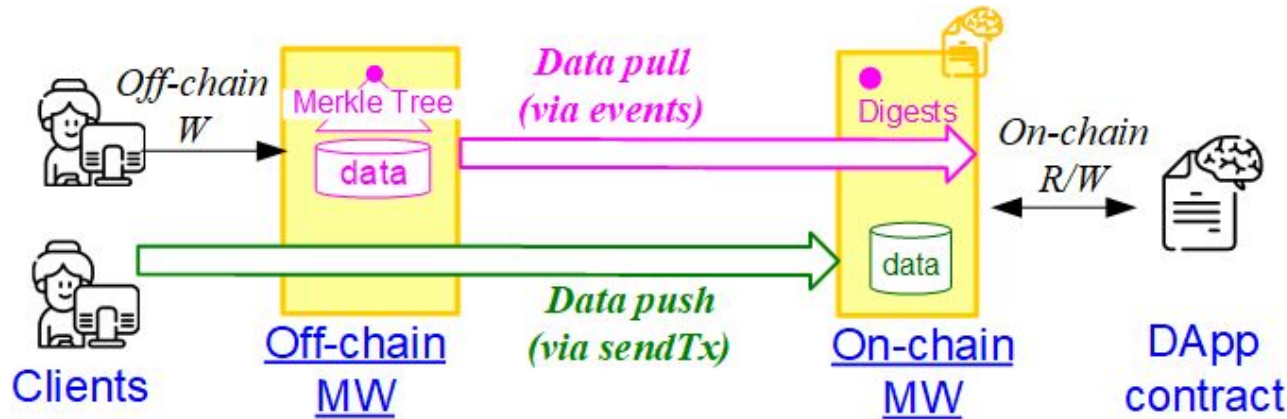 Off-chain
W
Merkle Tree
data
Data pull
(via events)
Digests
On-chain
R/W
data
Data push
(via sendTx)
Clients
Off-chain
MW
On-chain
MW
DApp
contract